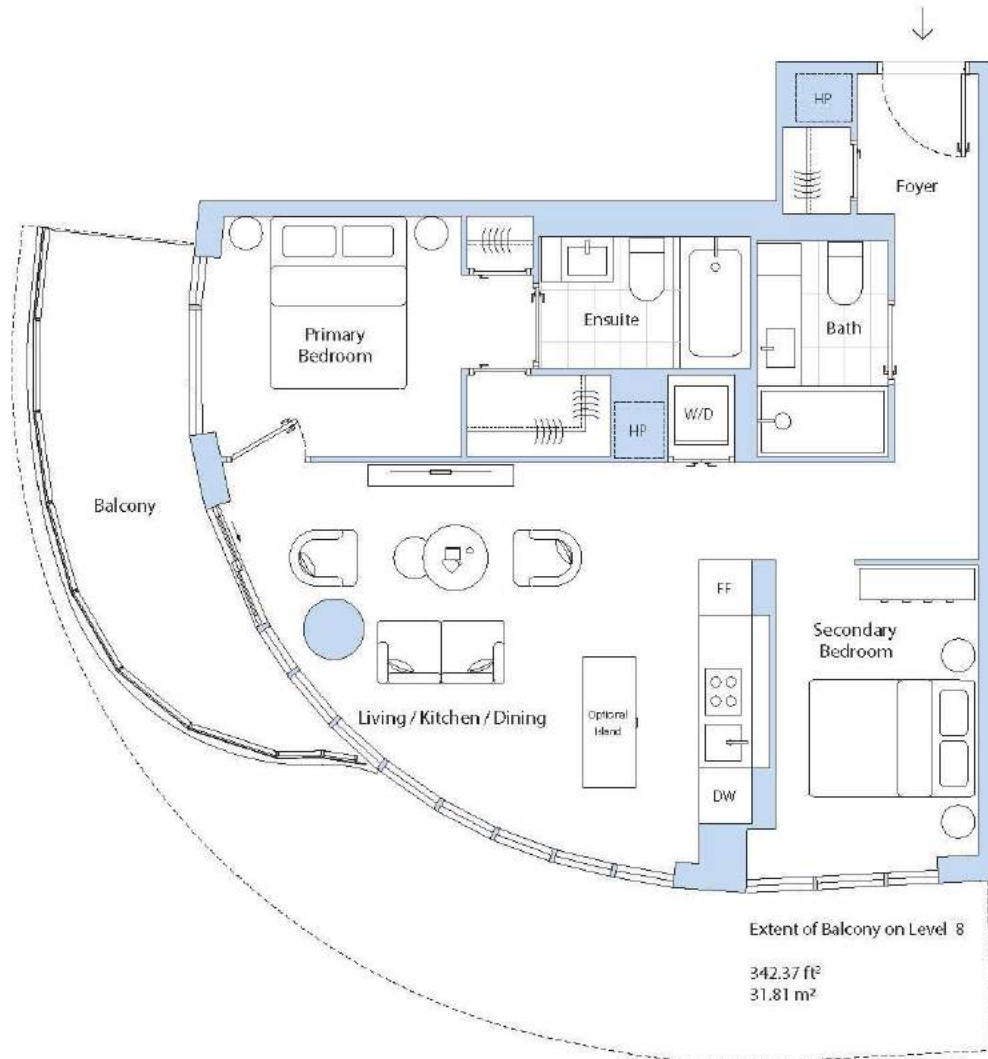 HP
Foyer
Primary
Bedroom
Ensuite
Bath
HP
W/D
Balcony
FF
Secondary
Bedroom
Living / Kitchen / Dining
Optional
Island
DW
Extent of Balcony on Level 8
342.37 ft²
31.81 m²